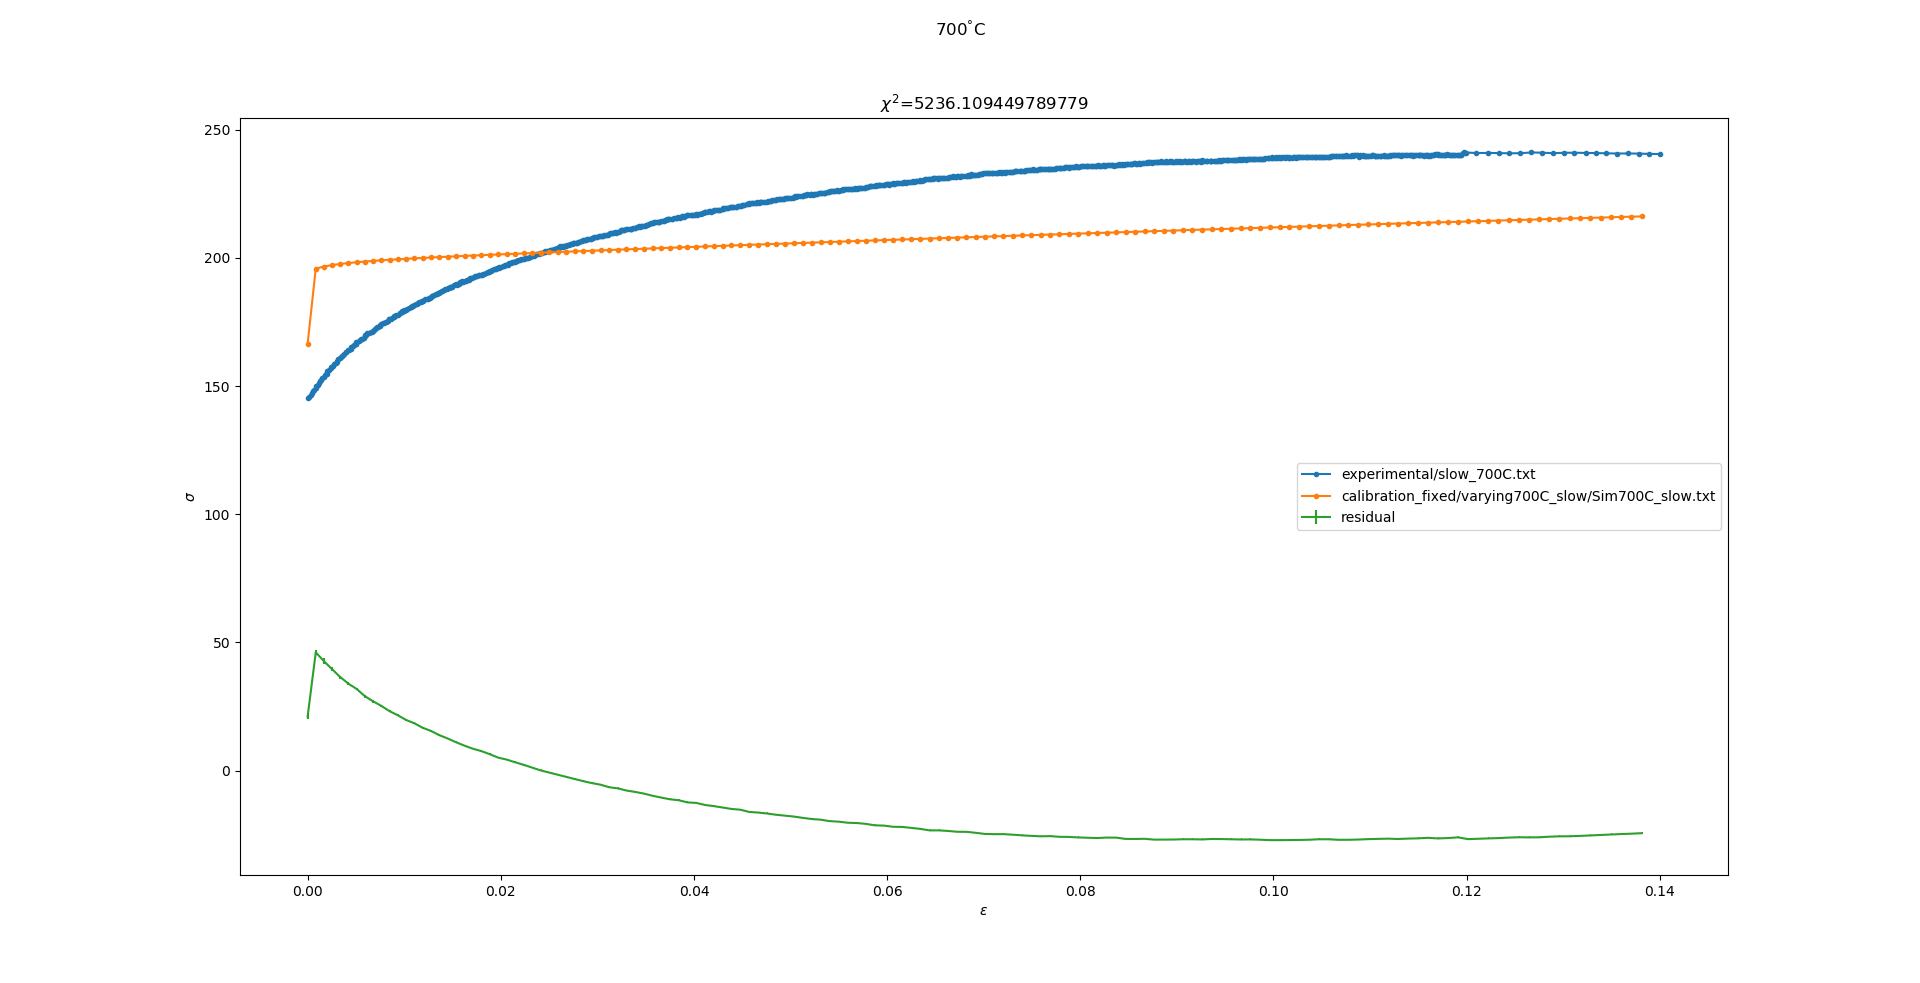 700°C
χ²=5236.109449789779
250
200
150
100
50
0
σ
experimental/slow_700C.txt
calibration_fixed/varying700C_slow/Sim700C_slow.txt
residual
0.00 0.02 0.04 0.06 0.08 0.10 0.12 0.14
ε